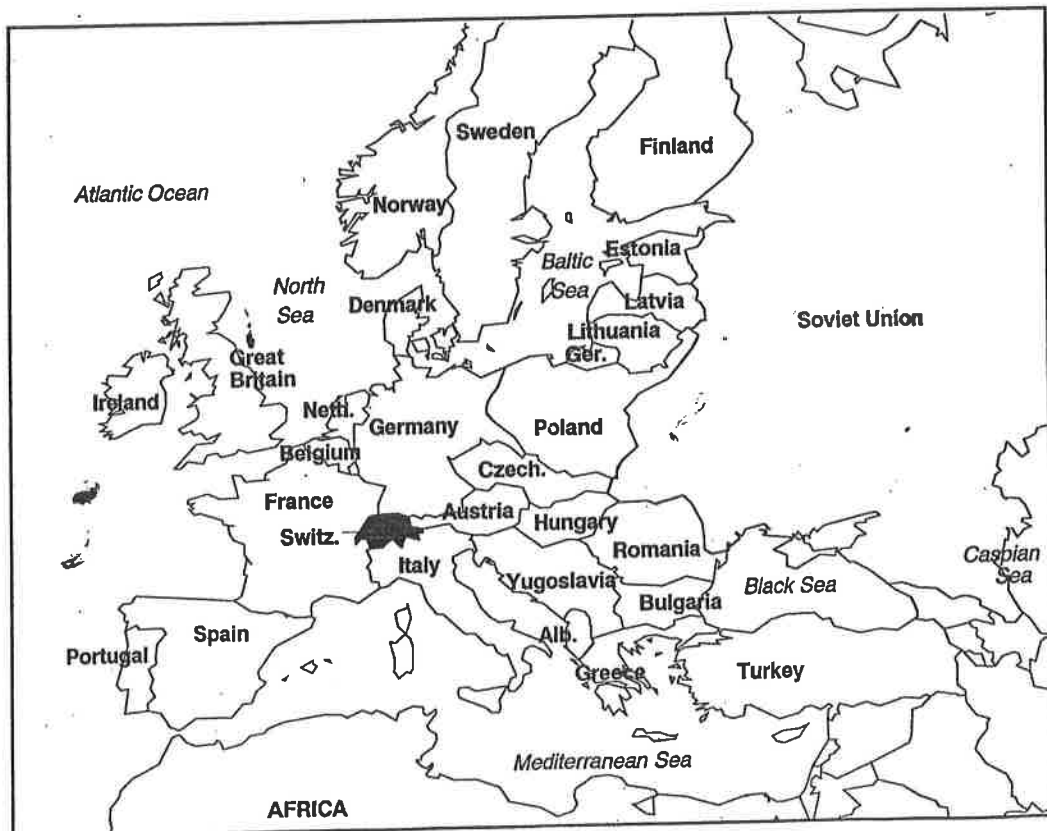 Sweden
Finland
Atlantic Ocean
Norway
Estonia
Baltic
Sea
North
Sea
Denmark
Latvia
Soviet Union
Lithuania
Ger.
Great
Britain
Ireland
Neth.
Germany
Poland
Belgium
Czech.
France
Austria
Hungary
Switz.
Romania
Italy
Caspian
Sea
Yugoslavia
Black Sea
Bulgaria
Spain
Alb.
Portugal
Greece
Turkey
Mediterranean Sea
AFRICA